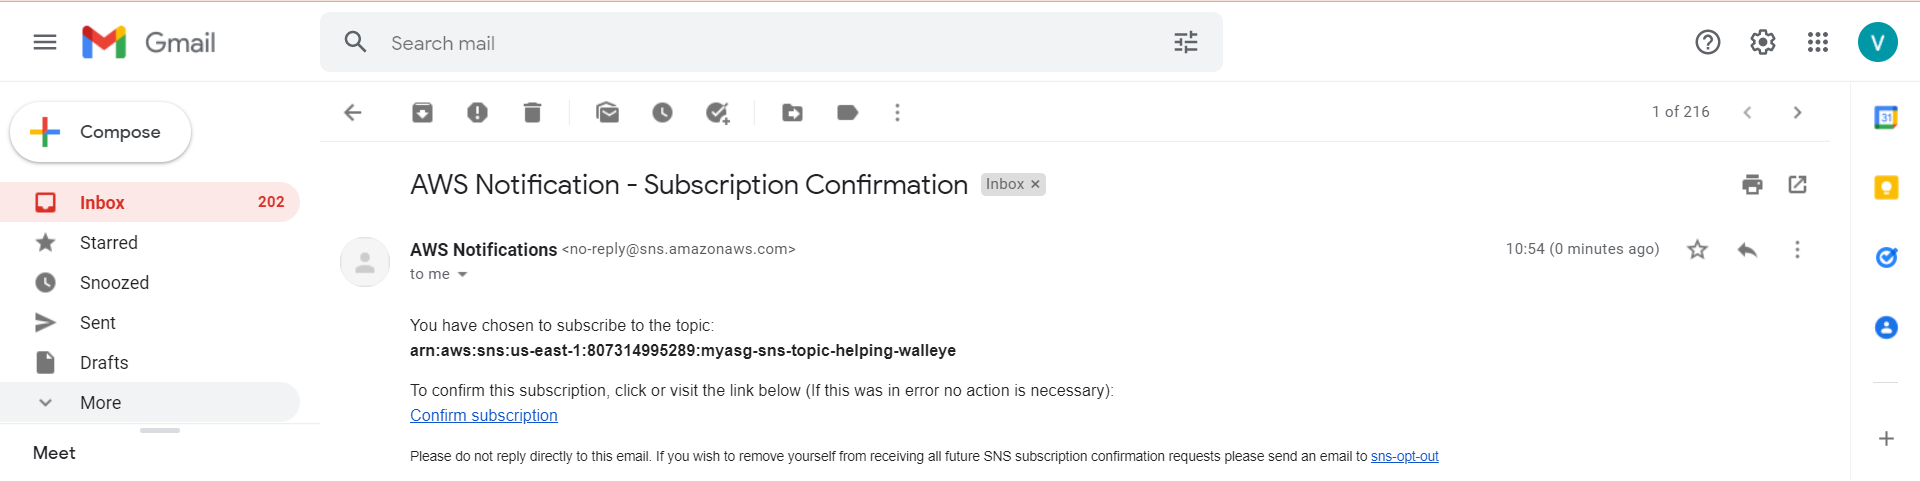 Gmail
Search mail
V
Compose
1 of 216
31
AWS Notification - Subscription Confirmation Inbox ×
Inbox 202
Starred
Snoozed
Sent
Drafts
More
Meet
AWS Notifications <no-reply@sns.amazonaws.com> 10:54 (0 minutes ago)
to me
You have chosen to subscribe to the topic:
arn:aws:sns:us-east-1:807314995289:myasg-sns-topic-helping-walleye
To confirm this subscription, click or visit the link below (If this was in error no action is necessary):
Confirm subscription
Please do not reply directly to this email. If you wish to remove yourself from receiving all future SNS subscription confirmation requests please send an email to sns-opt-out